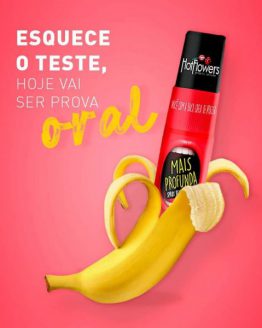 ESQUECE
O TESTE,
HOJE VAI
SER PROVA
oral
HotFlowers
MAIS
PROFUNDA